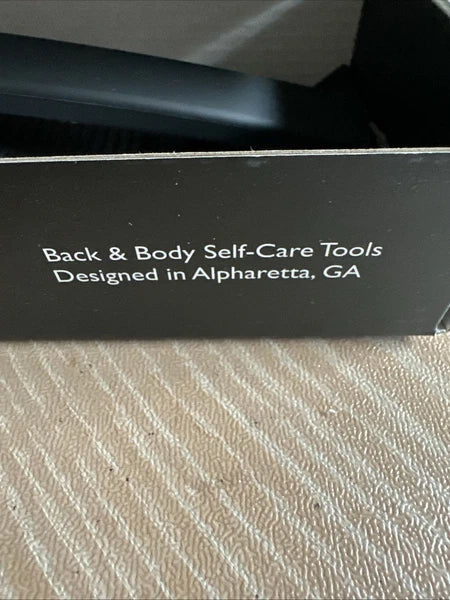 Back & Body Self-Care Tools
Designed in Alpharetta, GA